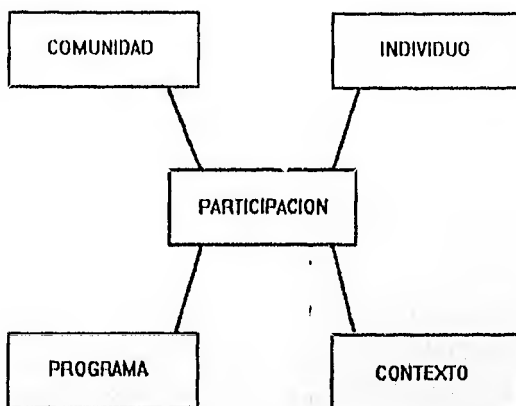 COMUNIDAD
INDIVIDUO
PARTICIPACION
PROGRAMA
CONTEXTO